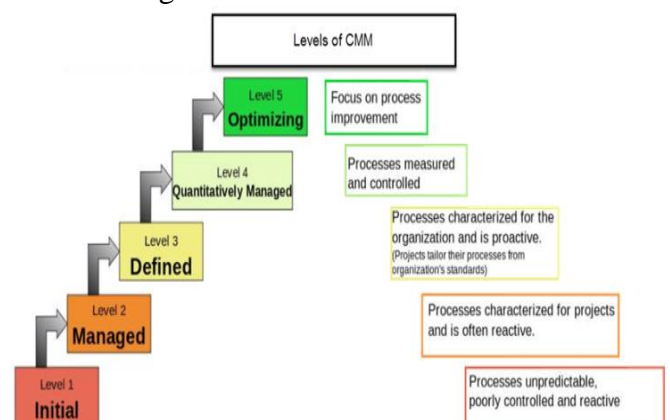 Levels of CMM
Level 5
Optimizing
Focus on process
improvement
Level 4
Quantitatively Managed
Processes measured
and controlled
Level 3
Defined
Processes characterized for the
organization and is proactive.
(Projects tailor their processes from
organization's standards)
Level 2
Managed
Processes characterized for projects
and is often reactive.
Level 1
Initial
Processes unpredictable,
poorly controlled and reactive